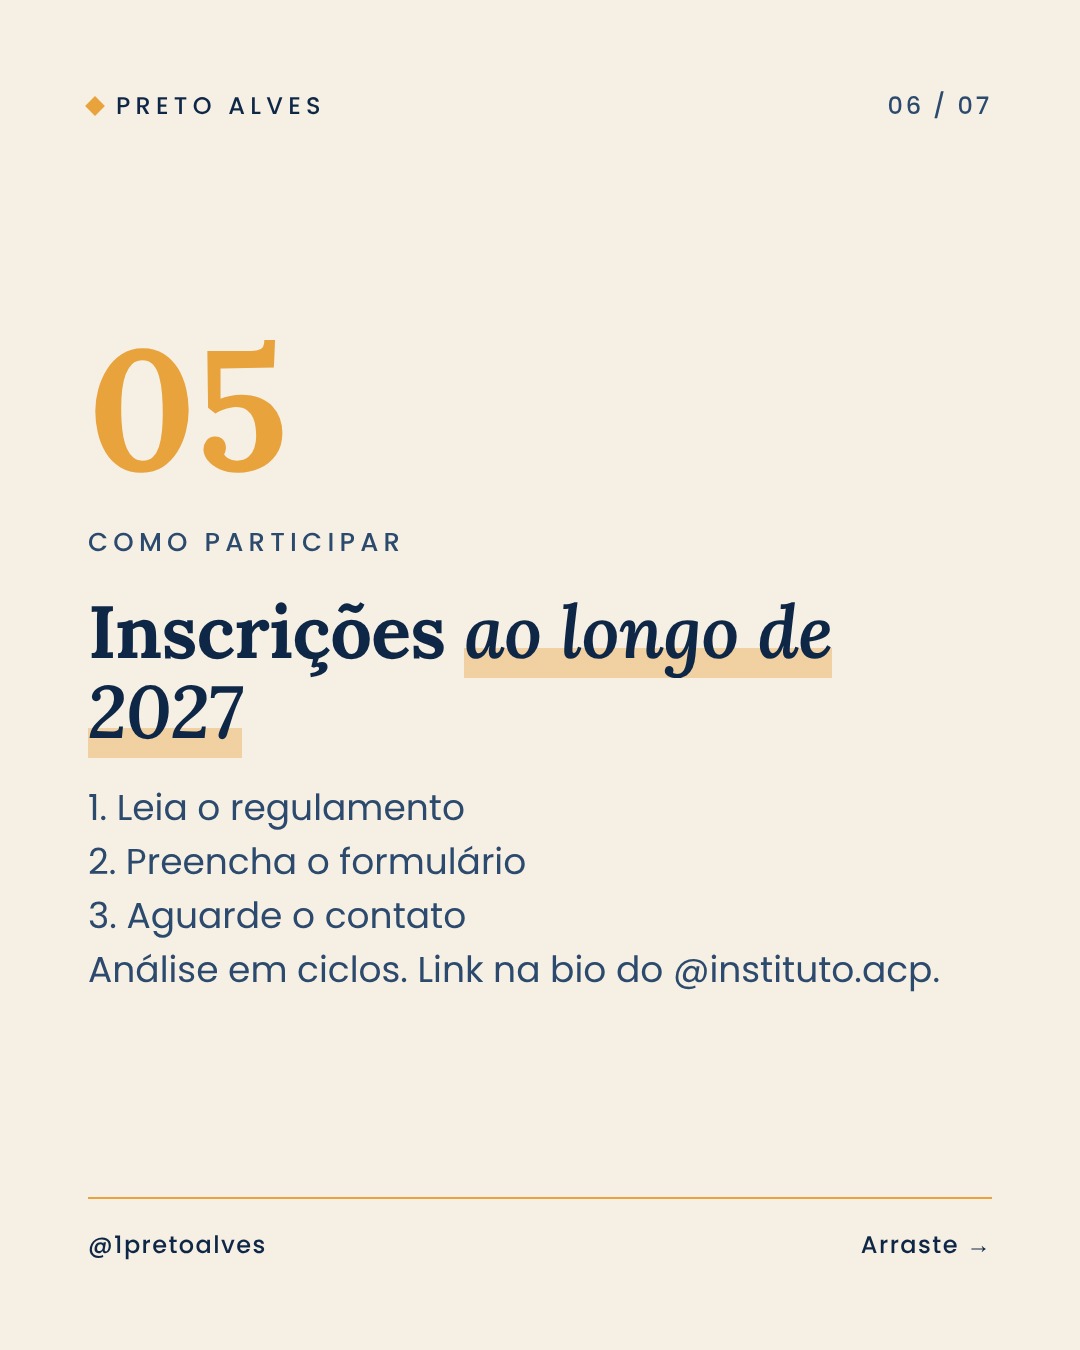 PRETO ALVES
06 / 07
05
COMO PARTICIPAR
Inscrições ao longo de
2027
1. Leia o regulamento
2. Preencha o formulário
3. Aguarde o contato
Análise em ciclos. Link na bio do @instituto.acp.
@1pretoalves
Arraste →